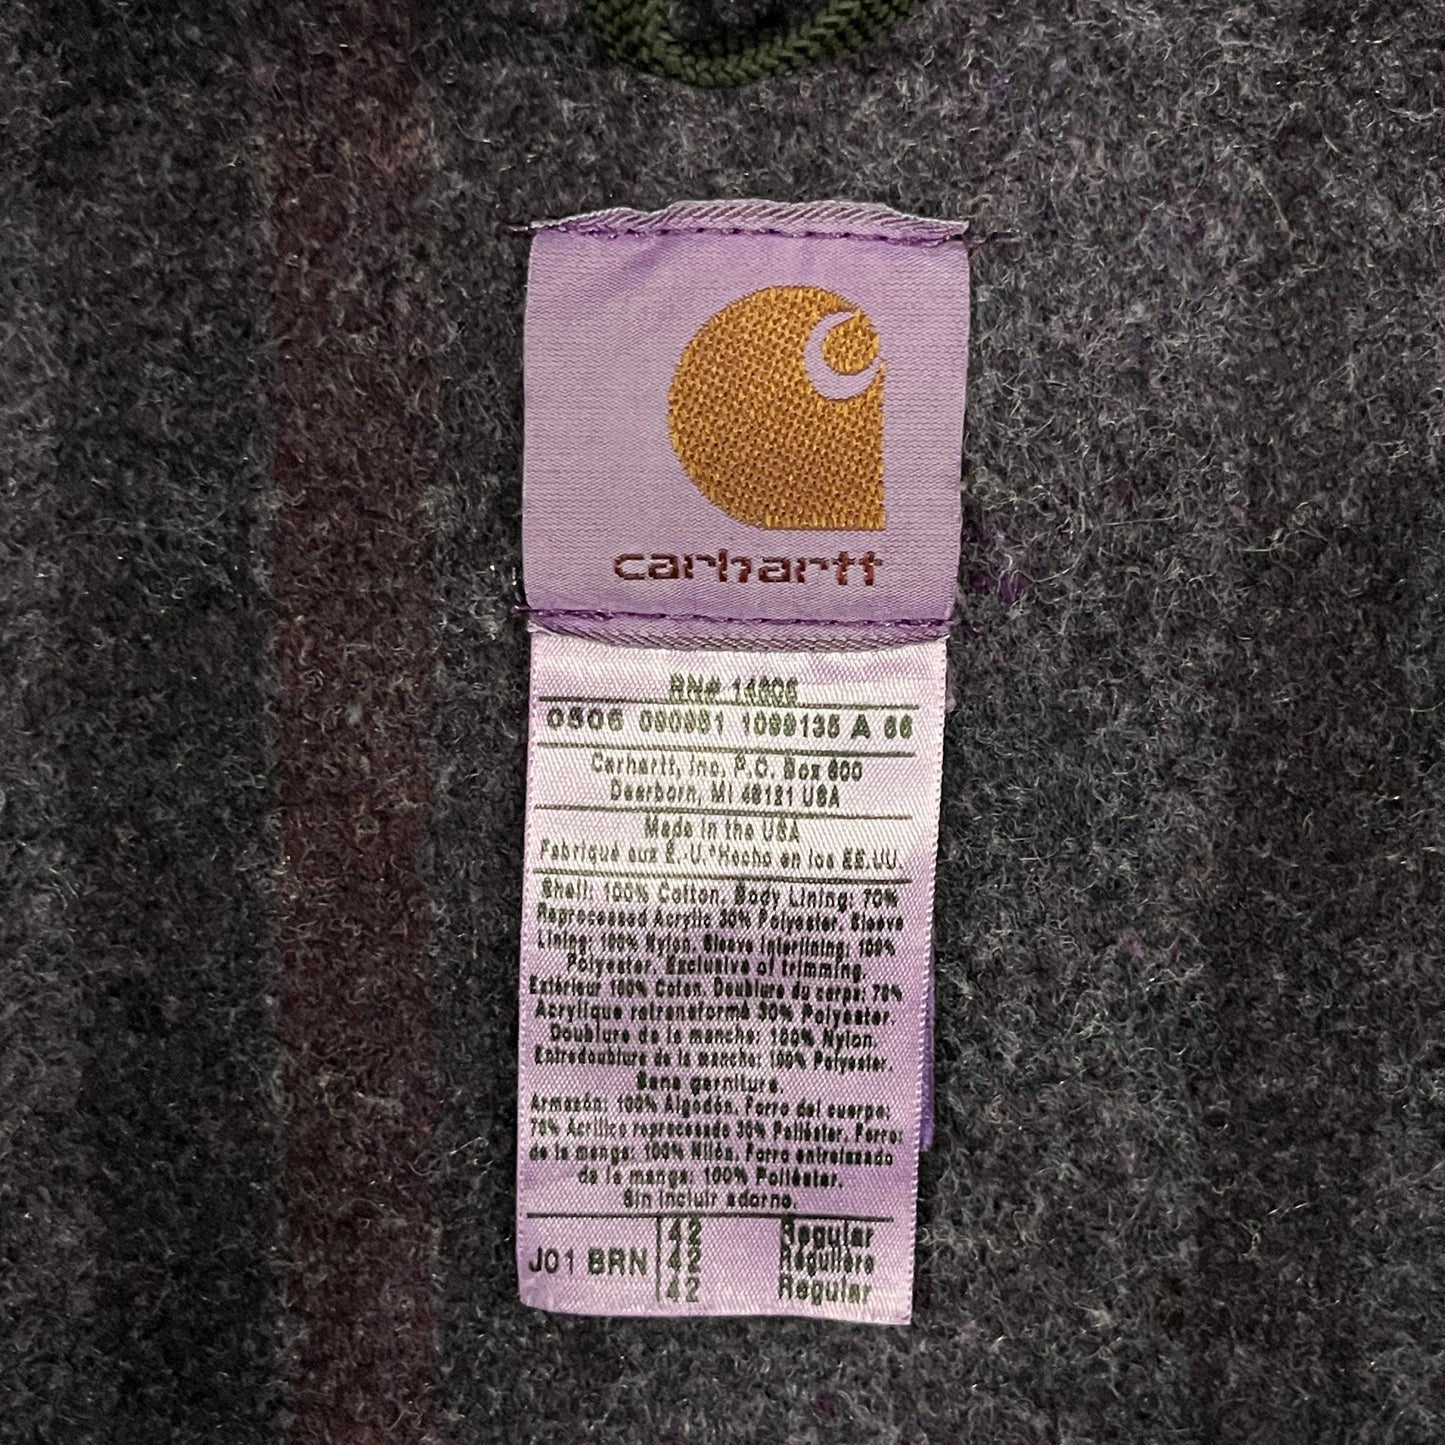 carhartt
RN# 14806
0506 090981 1099135 A 66
Carhartt, Inc, P.O. Box 600
Dearborn, MI 48121 USA
Made in the USA
Fabriqué aux É.-U.*Hecho en los EE.UU.
Shell: 100% Cotton. Body Lining: 70%
Reprocessed Acrylic 30% Polyester. Sleeve
Lining: 100% Nylon. Sleeve Interlining: 100%
Polyester. Exclusive of trimming.
Extérieur 100% Coton. Doublure du corps: 70%
Acrylique retransformé 30% Polyester.
Doublure de la manche: 100% Nylon.
Entredoublure de la manche: 100% Polyester.
Sans garniture.
Armazón: 100% Algodón. Forro del cuerpo:
70% Acrílico reprocesado 30% Poliéster. Forro:
de la manga: 100% Nilón. Forro entrelazado
de la manga: 100% Poliéster.
Sin incluir adorno.
J01 BRN
42 Regular
42 Régulière
42 Regular